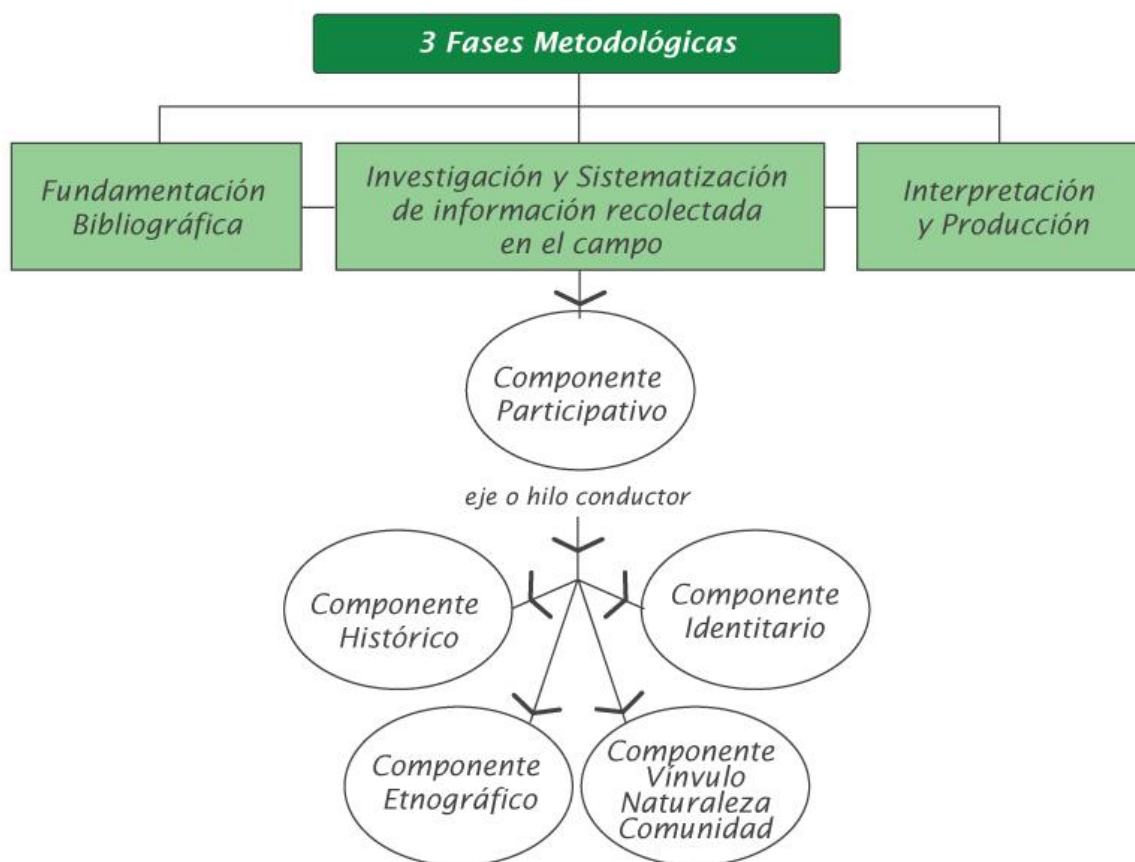 3 Fases Metodológicas
Fundamentación
Bibliográfica
Investigación y Sistematización
de información recolectada
en el campo
Interpretación
y Producción
Componente
Participativo
eje o hilo conductor
Componente
Histórico
Componente
Identitario
Componente
Etnográfico
Componente
Vínvulo
Naturaleza
Comunidad